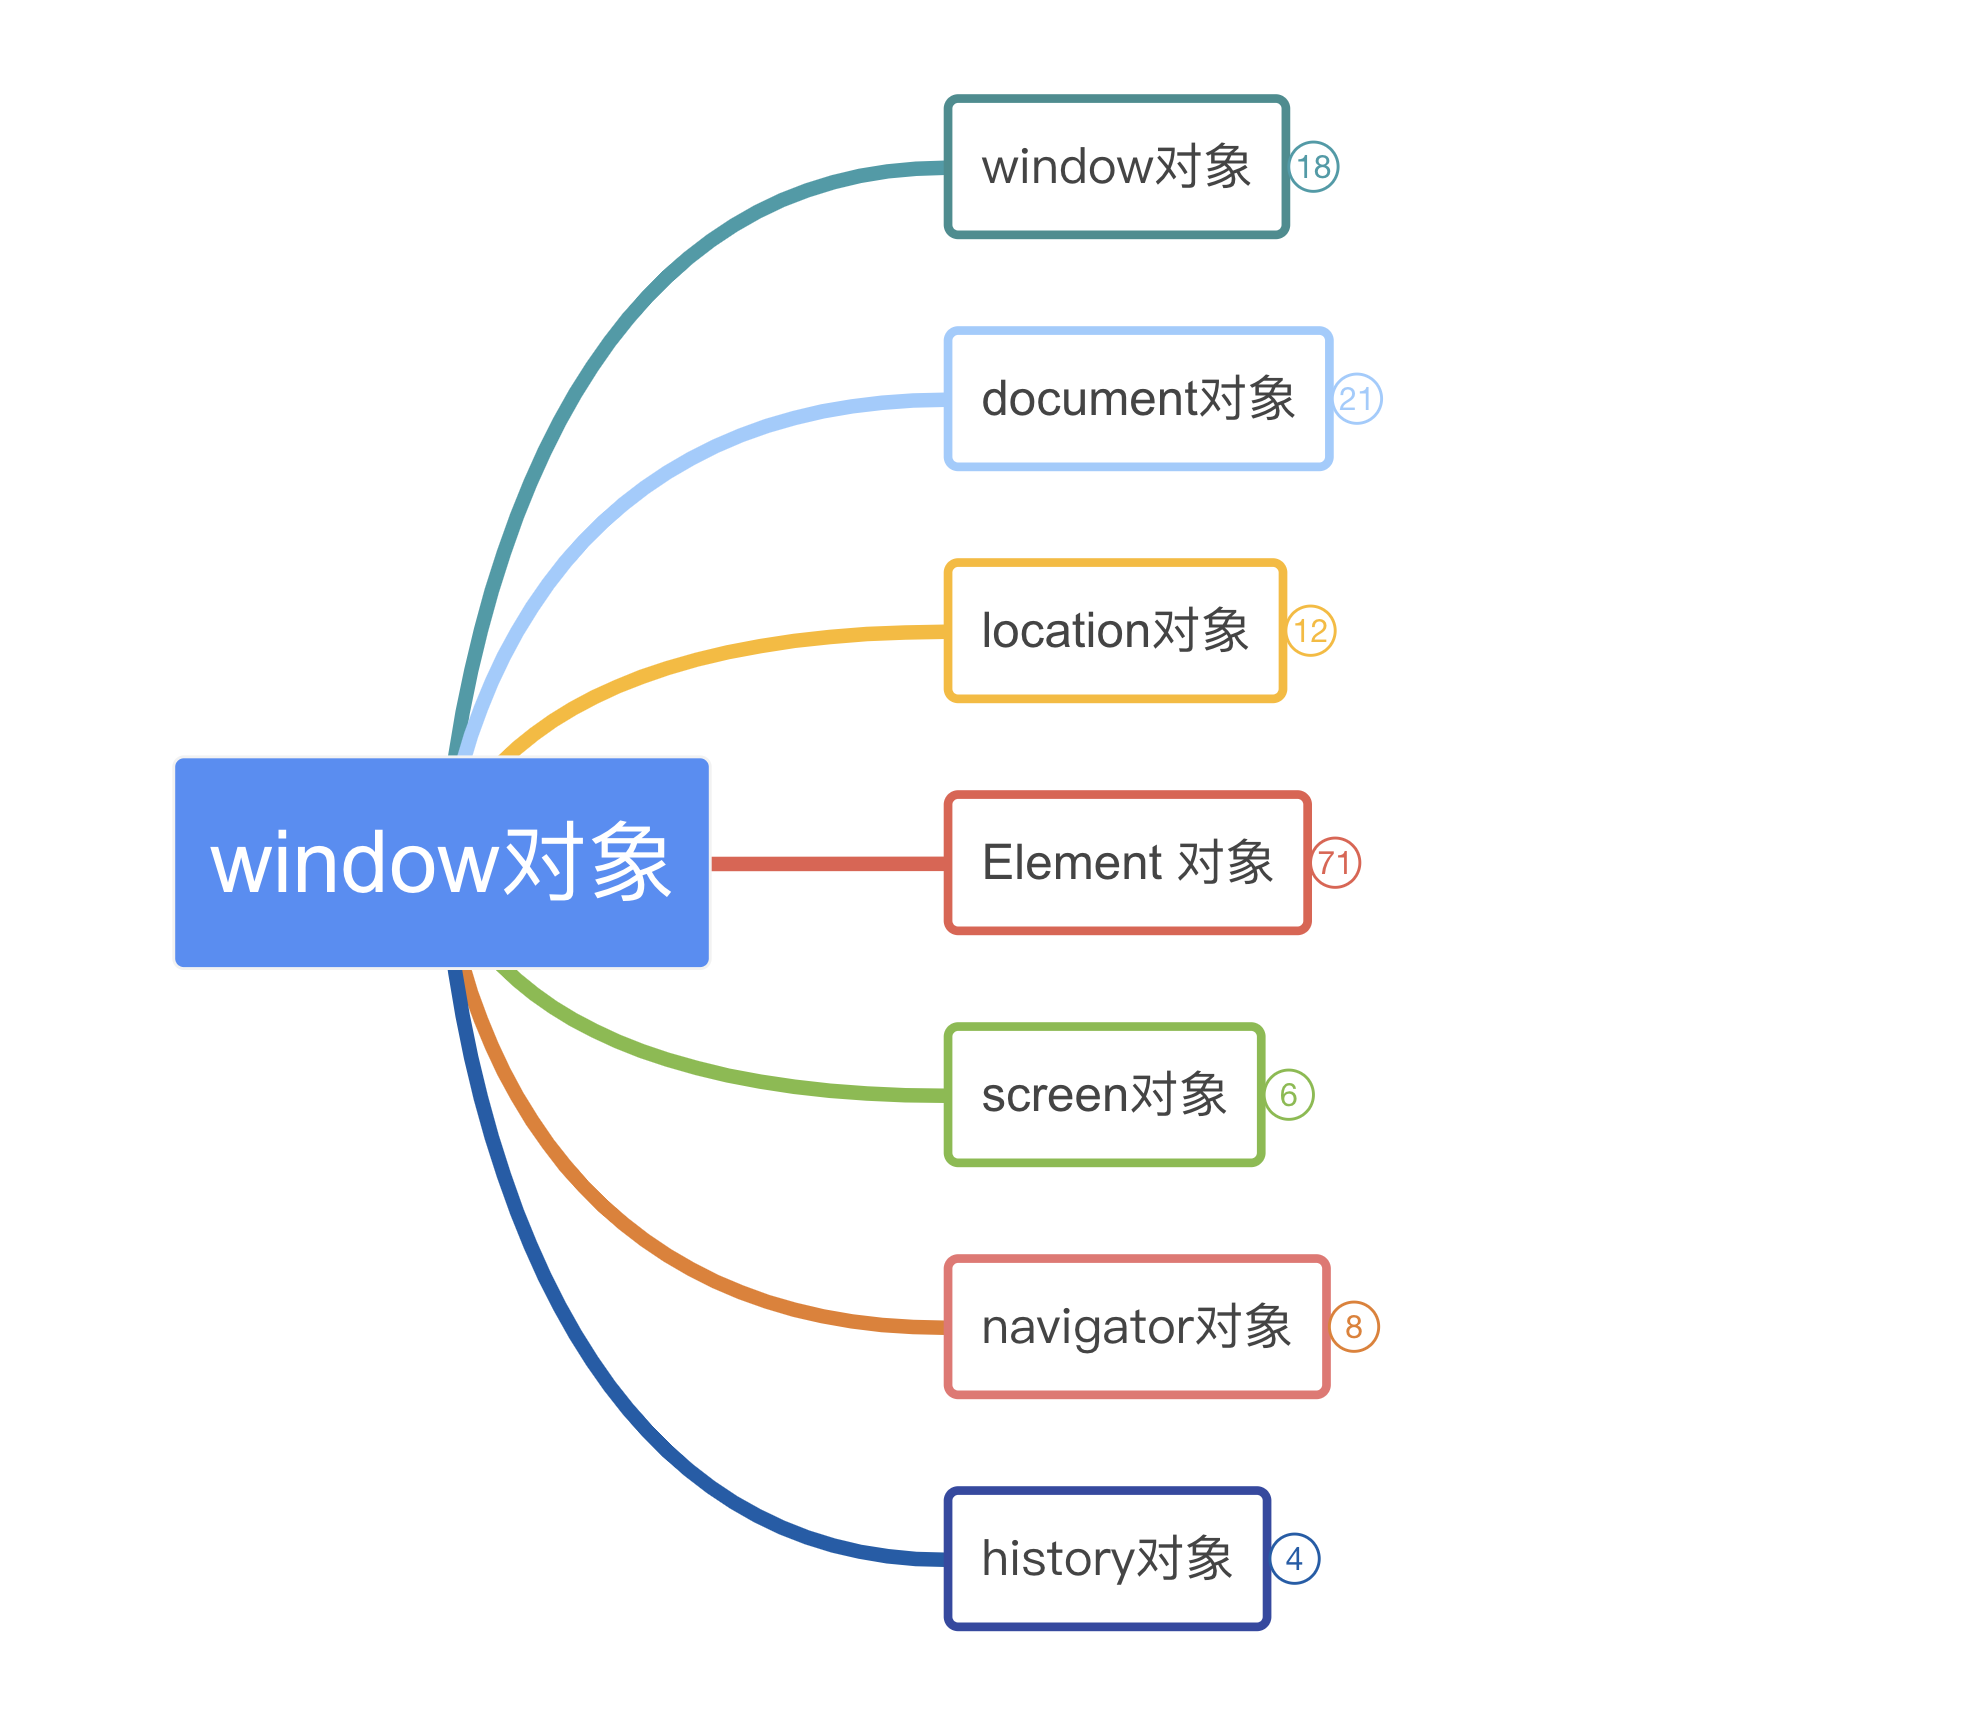 window对象
window对象
18
document对象
21
location对象
12
Element 对象
71
screen对象
6
navigator对象
8
history对象
4